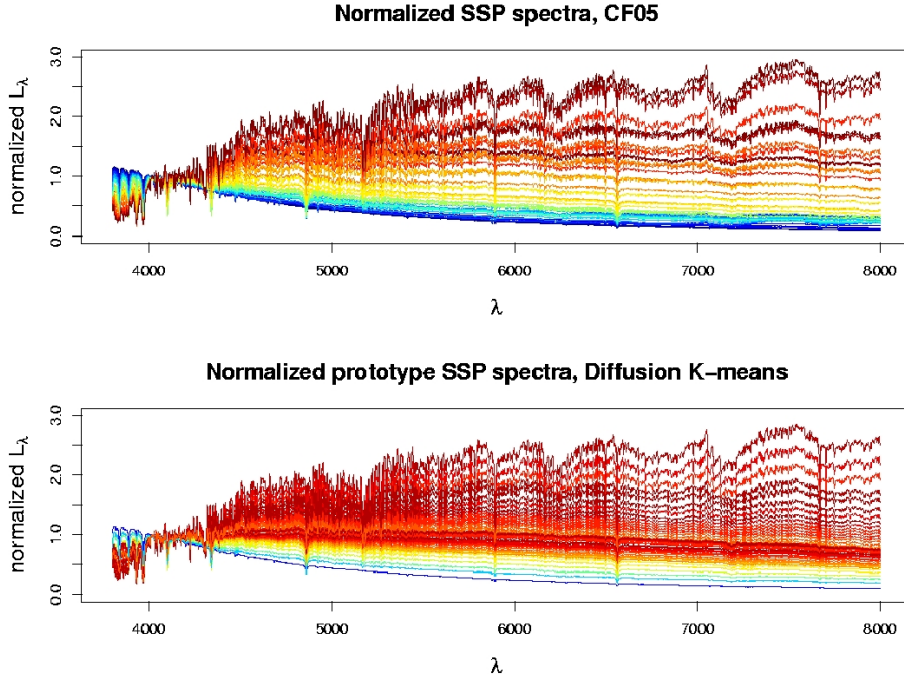 Normalized SSP spectra, CF05
normalized Lλ
3.0
2.0
1.0
0.0
4000 5000 6000 7000 8000
λ
Normalized prototype SSP spectra, Diffusion K−means
normalized Lλ
3.0
2.0
1.0
0.0
4000 5000 6000 7000 8000
λ